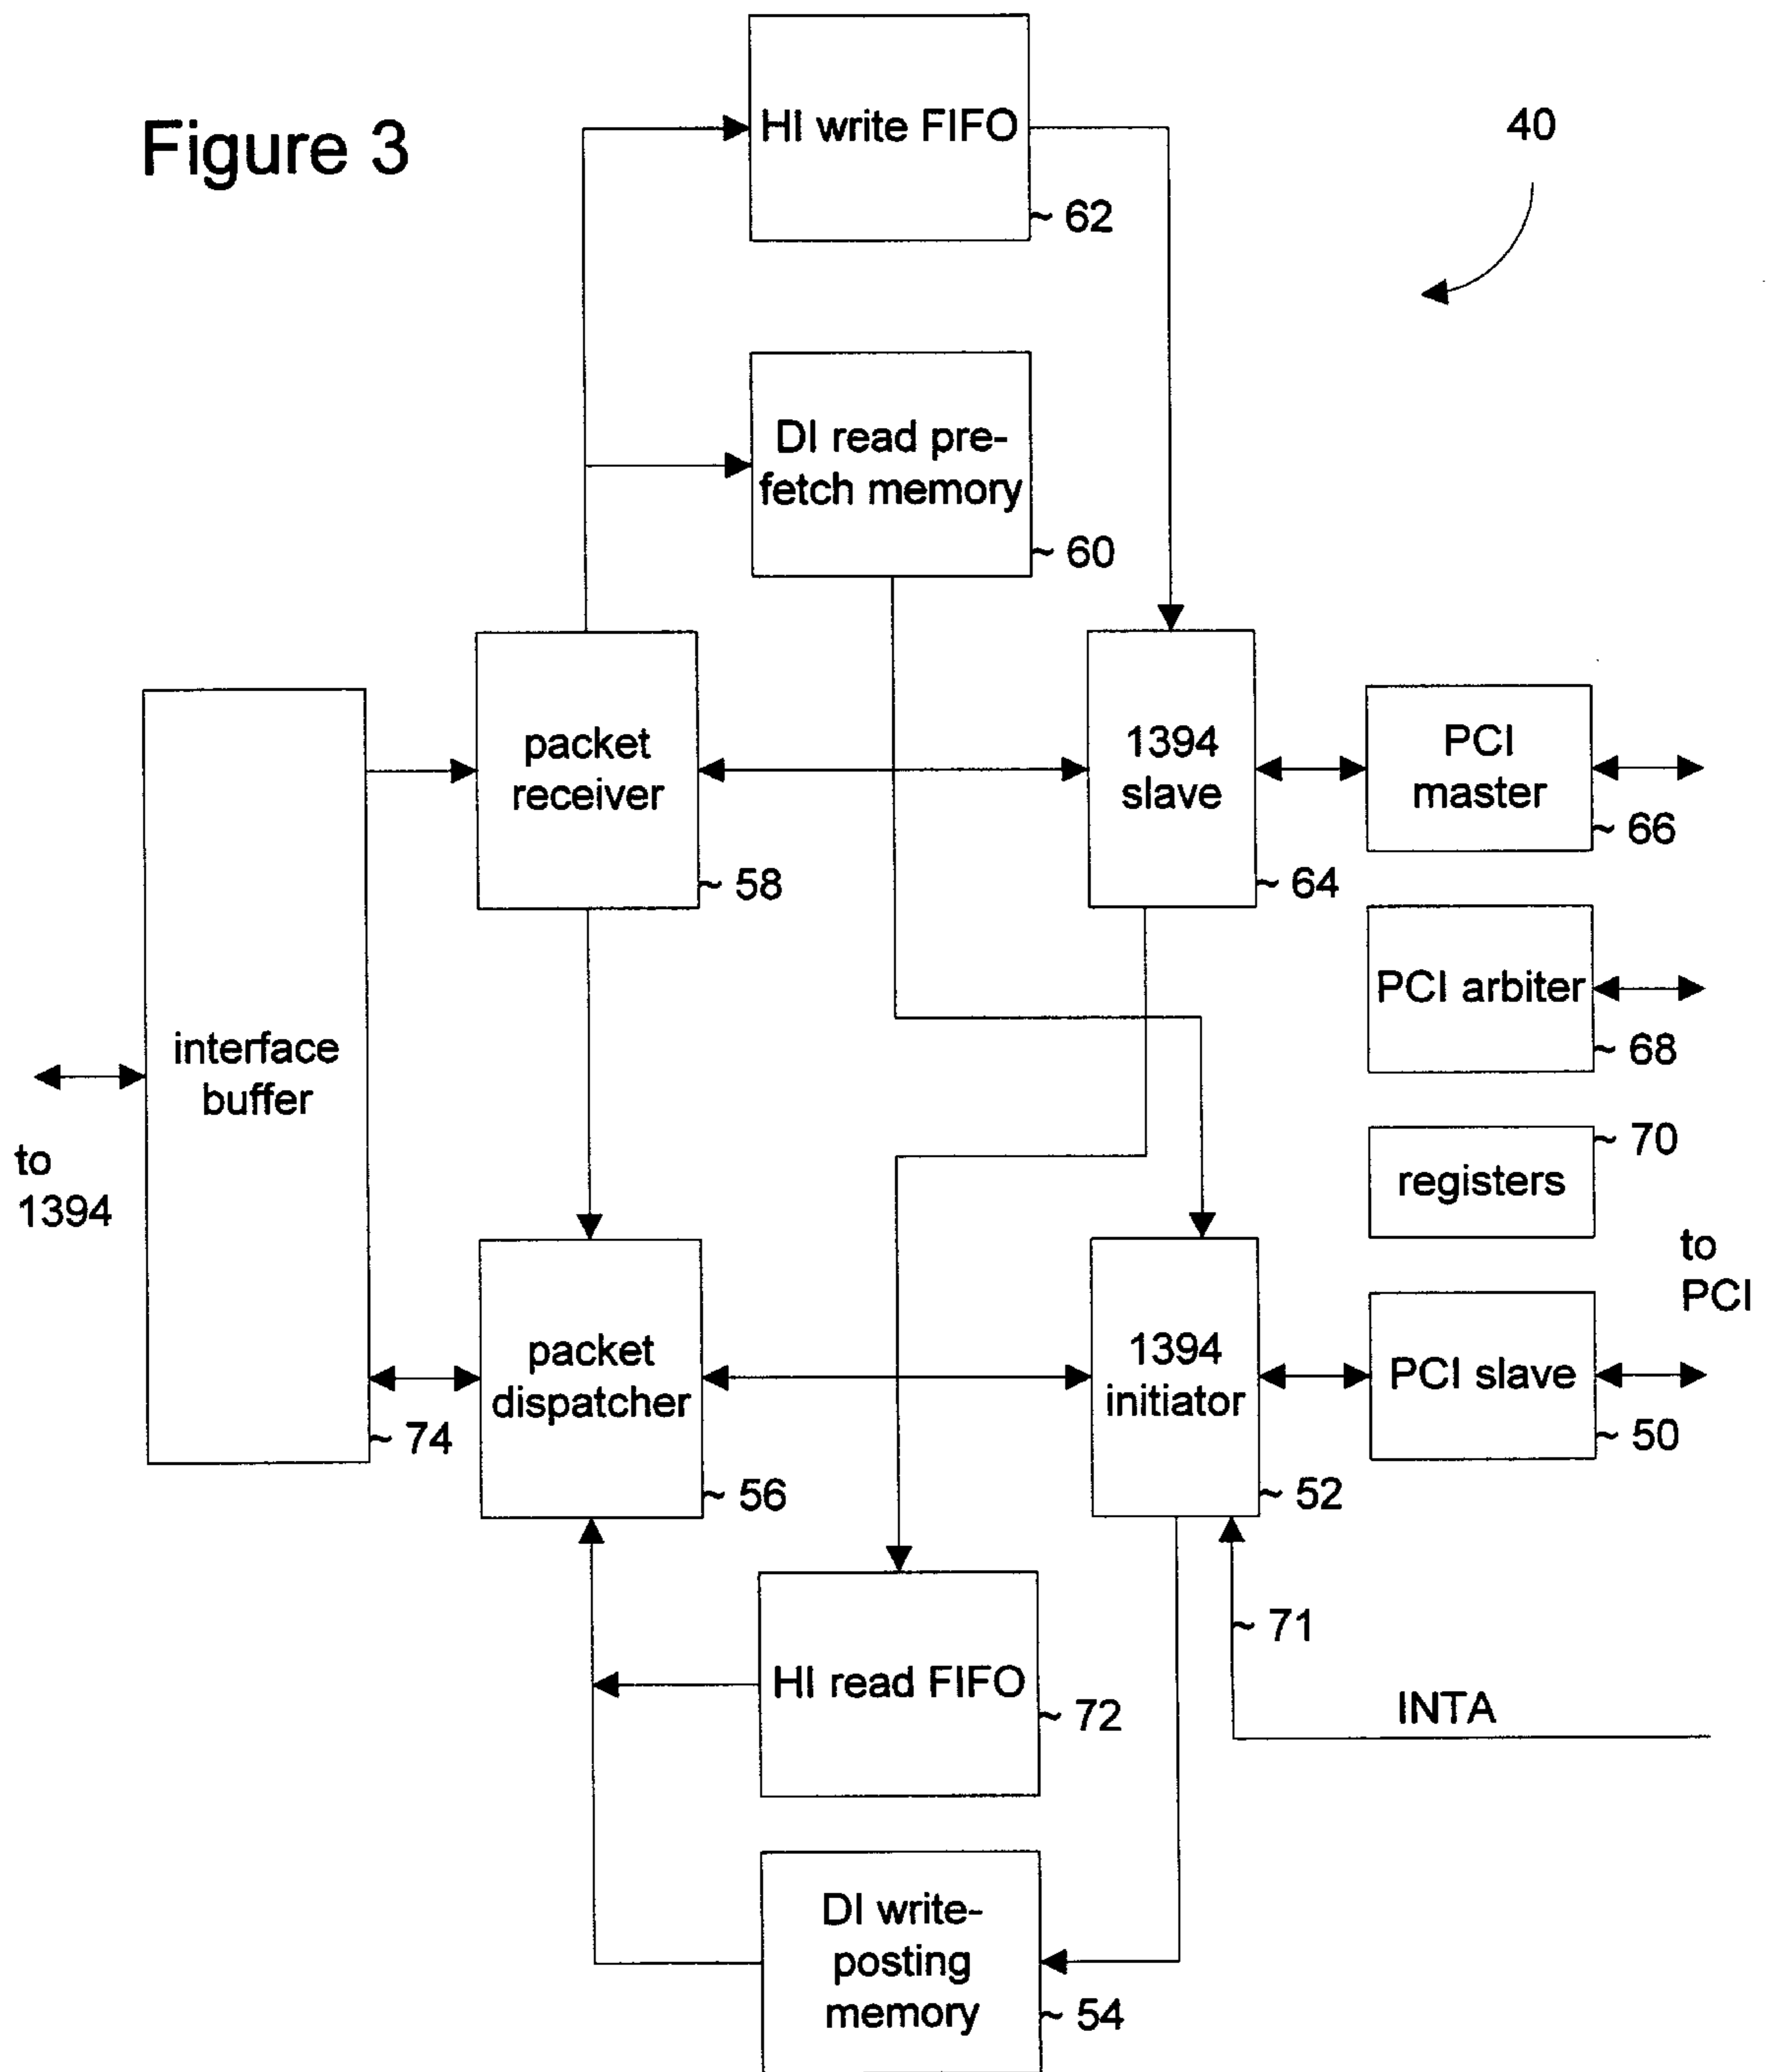 Figure 3
40
HI write FIFO
~ 62
DI read pre-
fetch memory
~ 60
packet
receiver
~ 58
1394
slave
~ 64
PCI
master
~ 66
PCI arbiter
~ 68
interface
buffer
~ 74
to
1394
~ 70
registers
to
PCI
packet
dispatcher
~ 56
1394
initiator
~ 52
PCI slave
~ 50
~ 71
INTA
HI read FIFO
~ 72
DI write-
posting
memory
~ 54